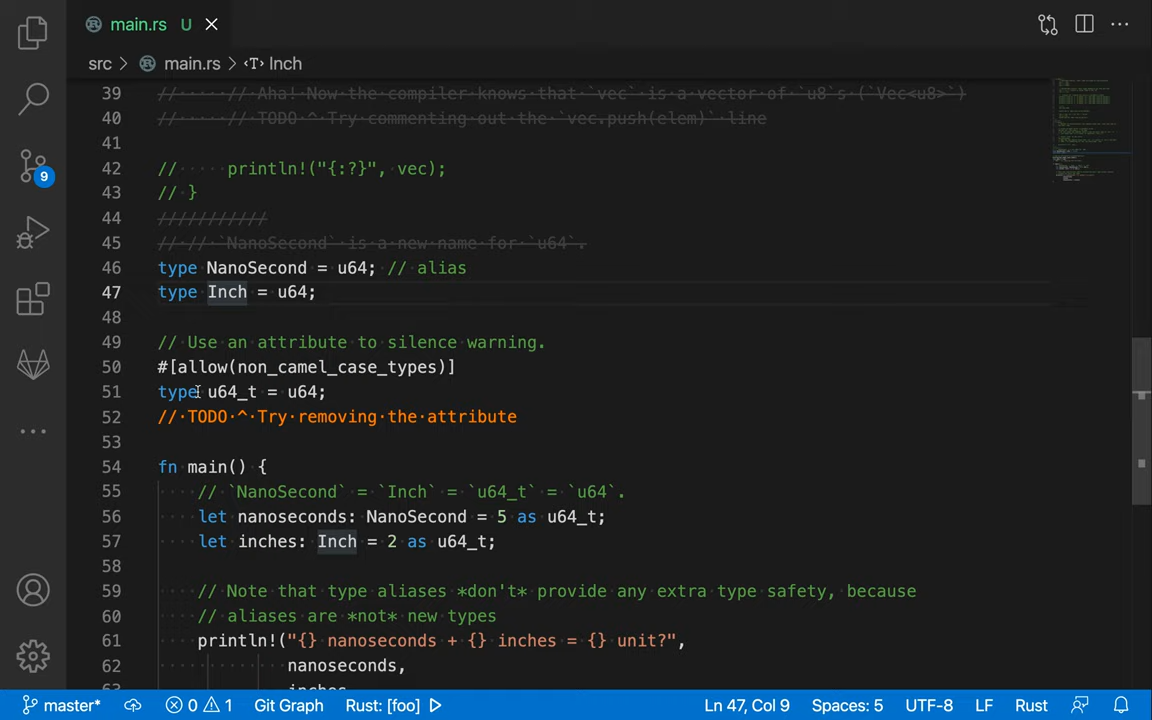 main.rs U
src > main.rs > Inch
39 // // Aha! Now the compiler knows that `vec` is a vector of `u8`s (`Vec<u8>`)
40 // // TODO ^ Try commenting out the `vec.push(elem)` line
41
42 // println!("{:?}", vec);
43 // }
44 ///////////
45 // // `NanoSecond` is a new name for `u64`.
46 type NanoSecond = u64; // alias
47 type Inch = u64;
48
49 // Use an attribute to silence warning.
50 #[allow(non_camel_case_types)]
51 type u64_t = u64;
52 // TODO ^ Try removing the attribute
53
54 fn main() {
55 // `NanoSecond` = `Inch` = `u64_t` = `u64`.
56 let nanoseconds: NanoSecond = 5 as u64_t;
57 let inches: Inch = 2 as u64_t;
58
59 // Note that type aliases *don't* provide any extra type safety, because
60 // aliases are *not* new types
61 println!("{} nanoseconds + {} inches = {} unit?",
62 nanoseconds,
63 inches
9
master* 0 1 Git Graph Rust: [foo] Ln 47, Col 9 Spaces: 5 UTF-8 LF Rust